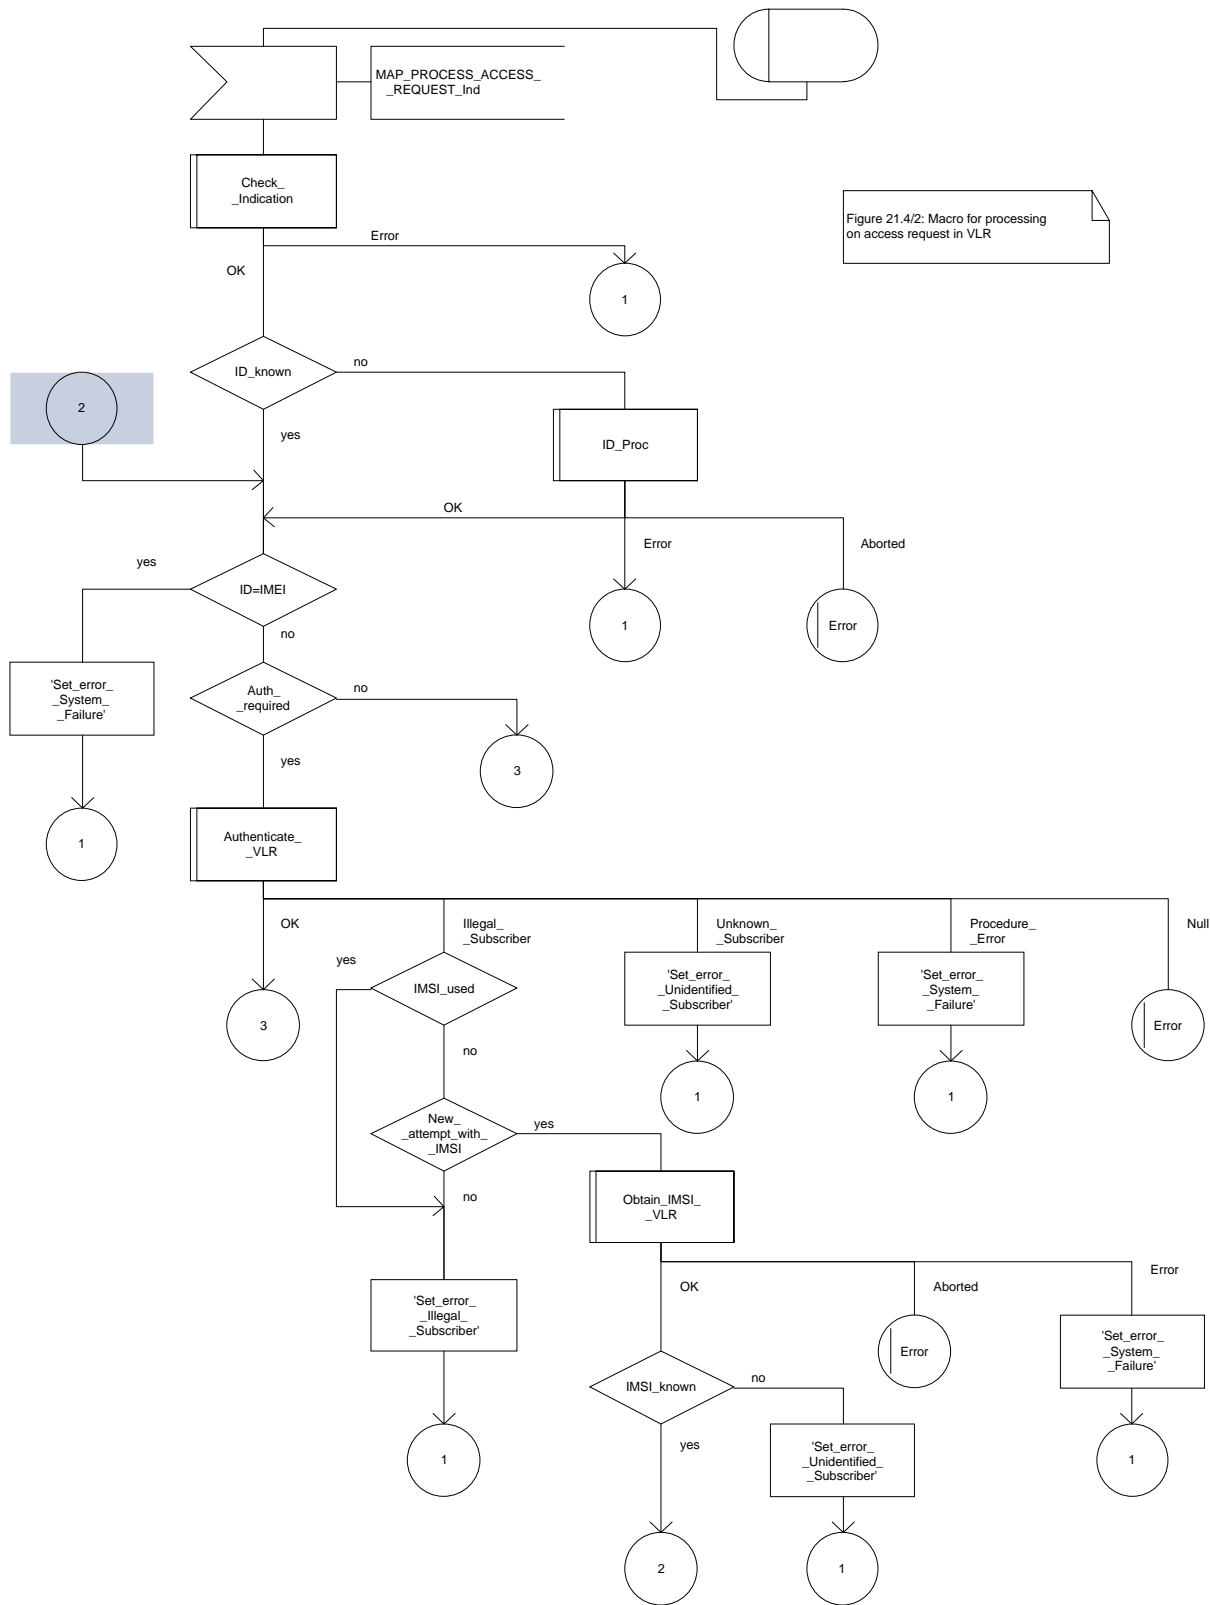 MAP_PROCESS_ACCESS_
_REQUEST_Ind
Check_
_Indication
Figure 21.4/2: Macro for processing
on access request in VLR
Error
OK
1
ID_known
no
2
yes
ID_Proc
OK
Error
Aborted
yes
ID=IMEI
1
Error
no
'Set_error_
_System_
_Failure'
Auth_
_required
no
3
yes
1
Authenticate_
_VLR
OK
Illegal_
_Subscriber
Unknown_
_Subscriber
Procedure_
_Error
Null
yes
IMSI_used
'Set_error_
_Unidentified_
_Subscriber'
'Set_error_
_System_
_Failure'
3
Error
no
1
1
New_
_attempt_with_
_IMSI
yes
no
Obtain_IMSI_
_VLR
OK
Aborted
Error
'Set_error_
_Illegal_
_Subscriber'
Error
'Set_error_
_System_
_Failure'
IMSI_known
no
yes
'Set_error_
_Unidentified_
_Subscriber'
1
1
2
1